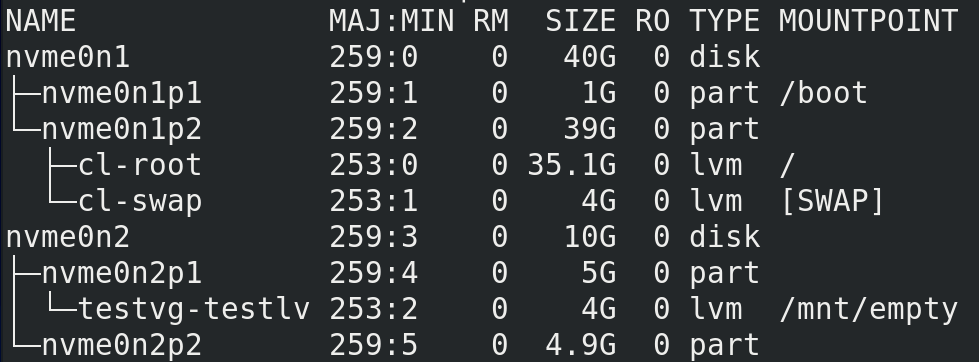 NAME                MAJ:MIN RM   SIZE RO TYPE MOUNTPOINT
nvme0n1             259:0    0    40G  0 disk
├─nvme0n1p1         259:1    0     1G  0 part /boot
└─nvme0n1p2         259:2    0    39G  0 part
  ├─cl-root         253:0    0  35.1G  0 lvm  /
  └─cl-swap         253:1    0     4G  0 lvm  [SWAP]
nvme0n2             259:3    0    10G  0 disk
├─nvme0n2p1         259:4    0     5G  0 part
│ └─testvg-testlv   253:2    0     4G  0 lvm  /mnt/empty
└─nvme0n2p2         259:5    0   4.9G  0 part